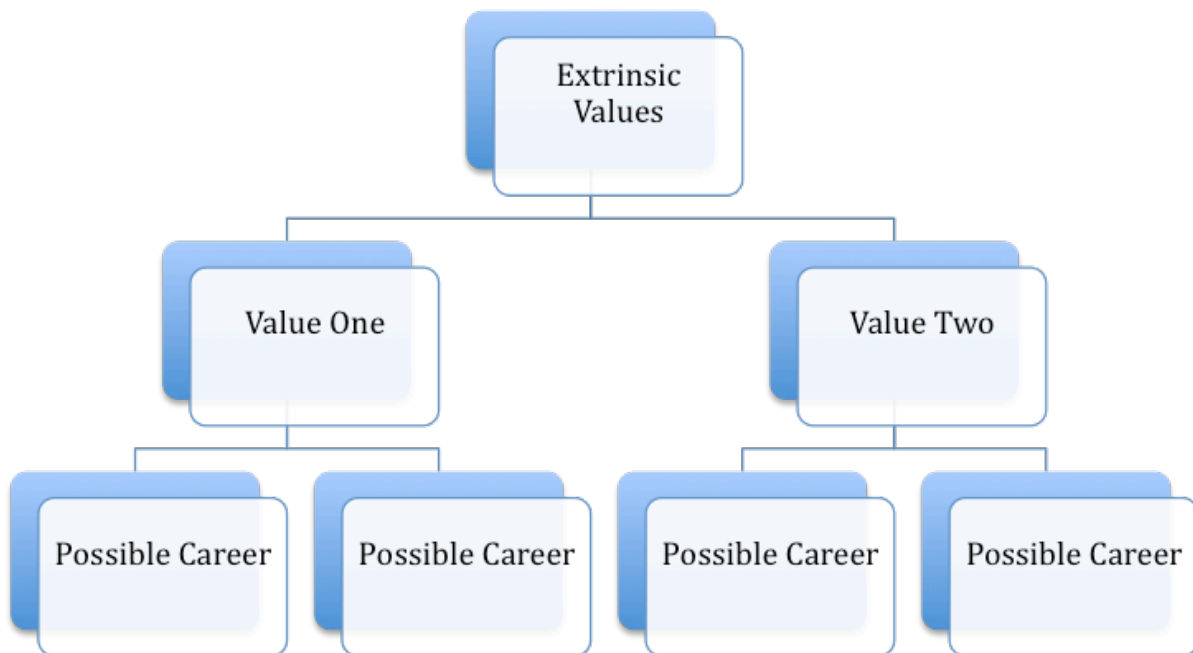 Extrinsic
Values
Value One
Value Two
Possible Career
Possible Career
Possible Career
Possible Career